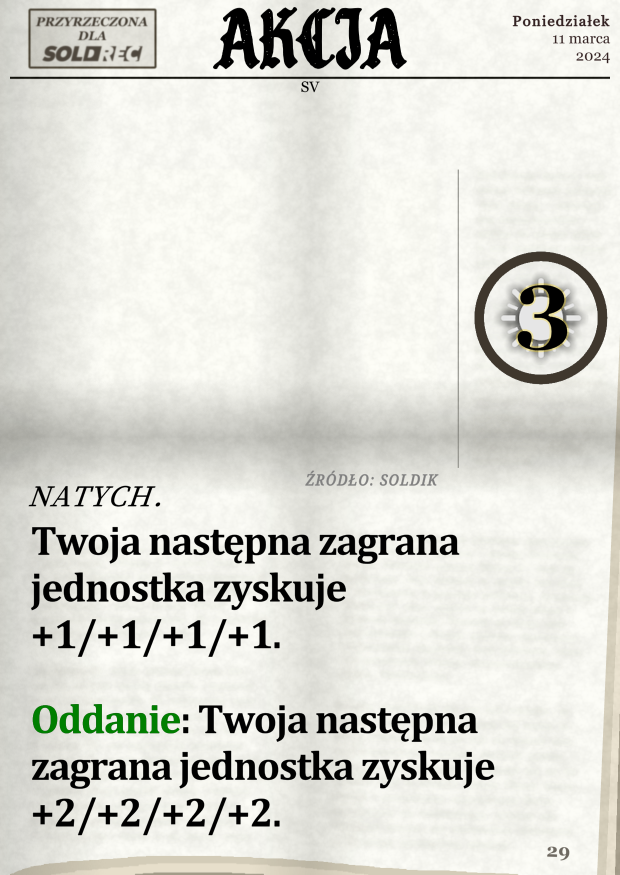 PRZYRZECZONA
DLA
SOLDREC
AKCJA
Poniedziałek
11 marca
2024
SV
3
ŹRÓDŁO: SOLDIK
NATYCH.
Twoja następna zagrana
jednostka zyskuje
+1/+1/+1/+1.
Oddanie: Twoja następna
zagrana jednostka zyskuje
+2/+2/+2/+2.
29